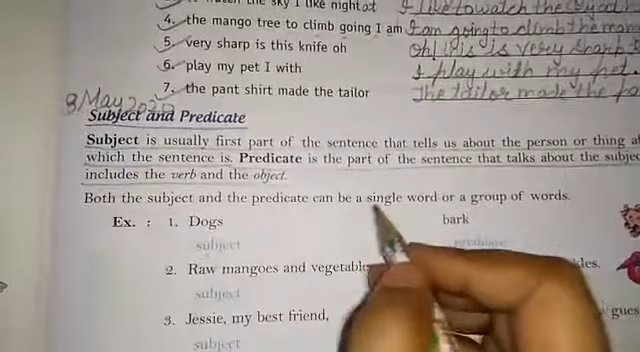 the sky I like night at I like to watch the
4. the mango tree to climb going I am I am going to climb the
5. very sharp is this knife oh Oh! this is very sharp
6. play my pet I with I play with my pet.
7. the pant shirt made the tailor The tailor made the
8 May
Subject and Predicate
Subject is usually first part of the sentence that tells us about the person or thing
which the sentence is. Predicate is the part of the sentence that talks about the
includes the verb and the object.
Both the subject and the predicate can be a single word or a group of words.
Ex. : 1. Dogs bark
subject predicate
2. Raw mangoes and
subject
3. Jessie, my best friend,
subject